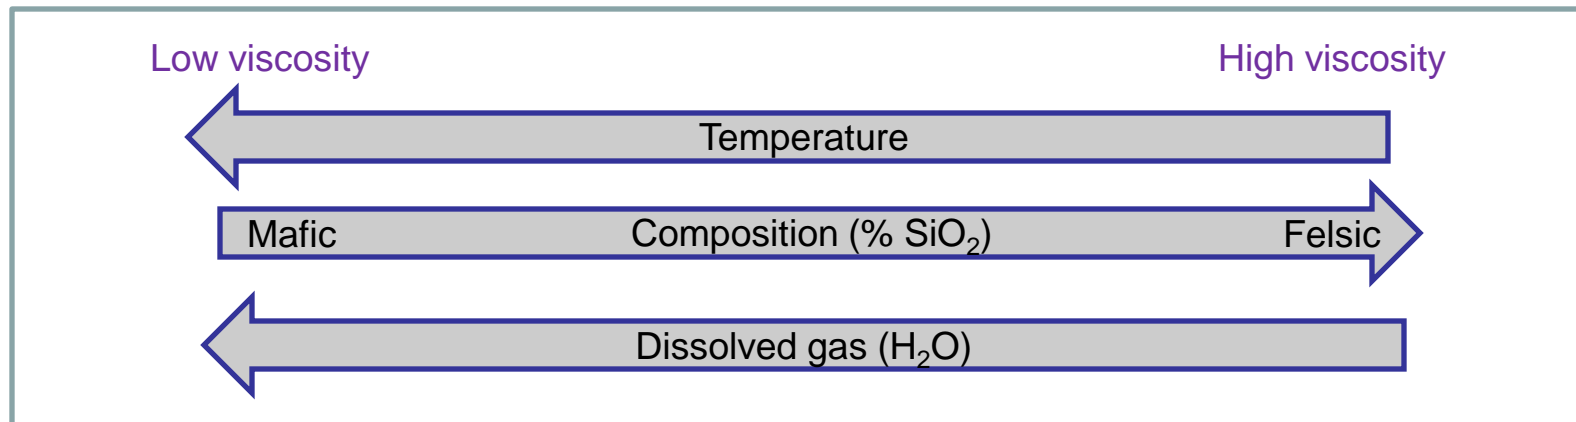 Low viscosity High viscosity
Temperature
Mafic Composition (% SiO₂) Felsic
Dissolved gas (H₂O)